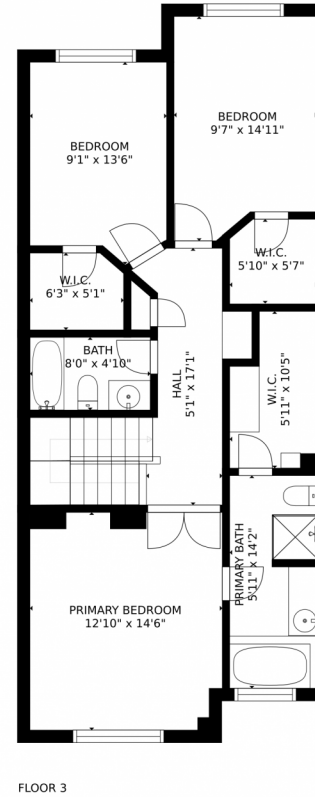 BEDROOM
9'7" x 14'11"
BEDROOM
9'1" x 13'6"
W.I.C.
5'10" x 5'7"
W.I.C.
6'3" x 5'1"
BATH
8'0" x 4'10"
HALL
5'1" x 17'1"
W.I.C.
5'11" x 10'5"
PRIMARY BATH
5'11" x 14'2"
PRIMARY BEDROOM
12'10" x 14'6"
FLOOR 3